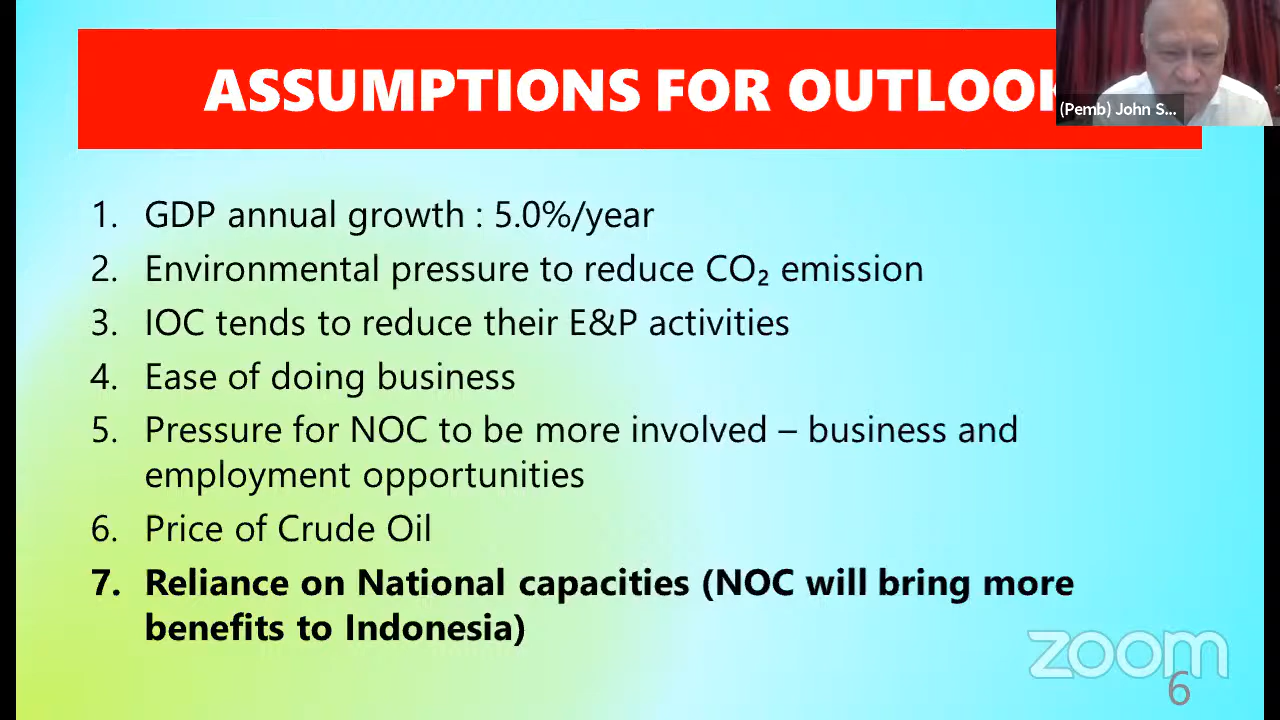 ASSUMPTIONS FOR OUTLOOK
(Pemb) John S...
1. GDP annual growth : 5.0%/year
2. Environmental pressure to reduce CO₂ emission
3. IOC tends to reduce their E&P activities
4. Ease of doing business
5. Pressure for NOC to be more involved – business and
employment opportunities
6. Price of Crude Oil
7. Reliance on National capacities (NOC will bring more
benefits to Indonesia)
zoom
6